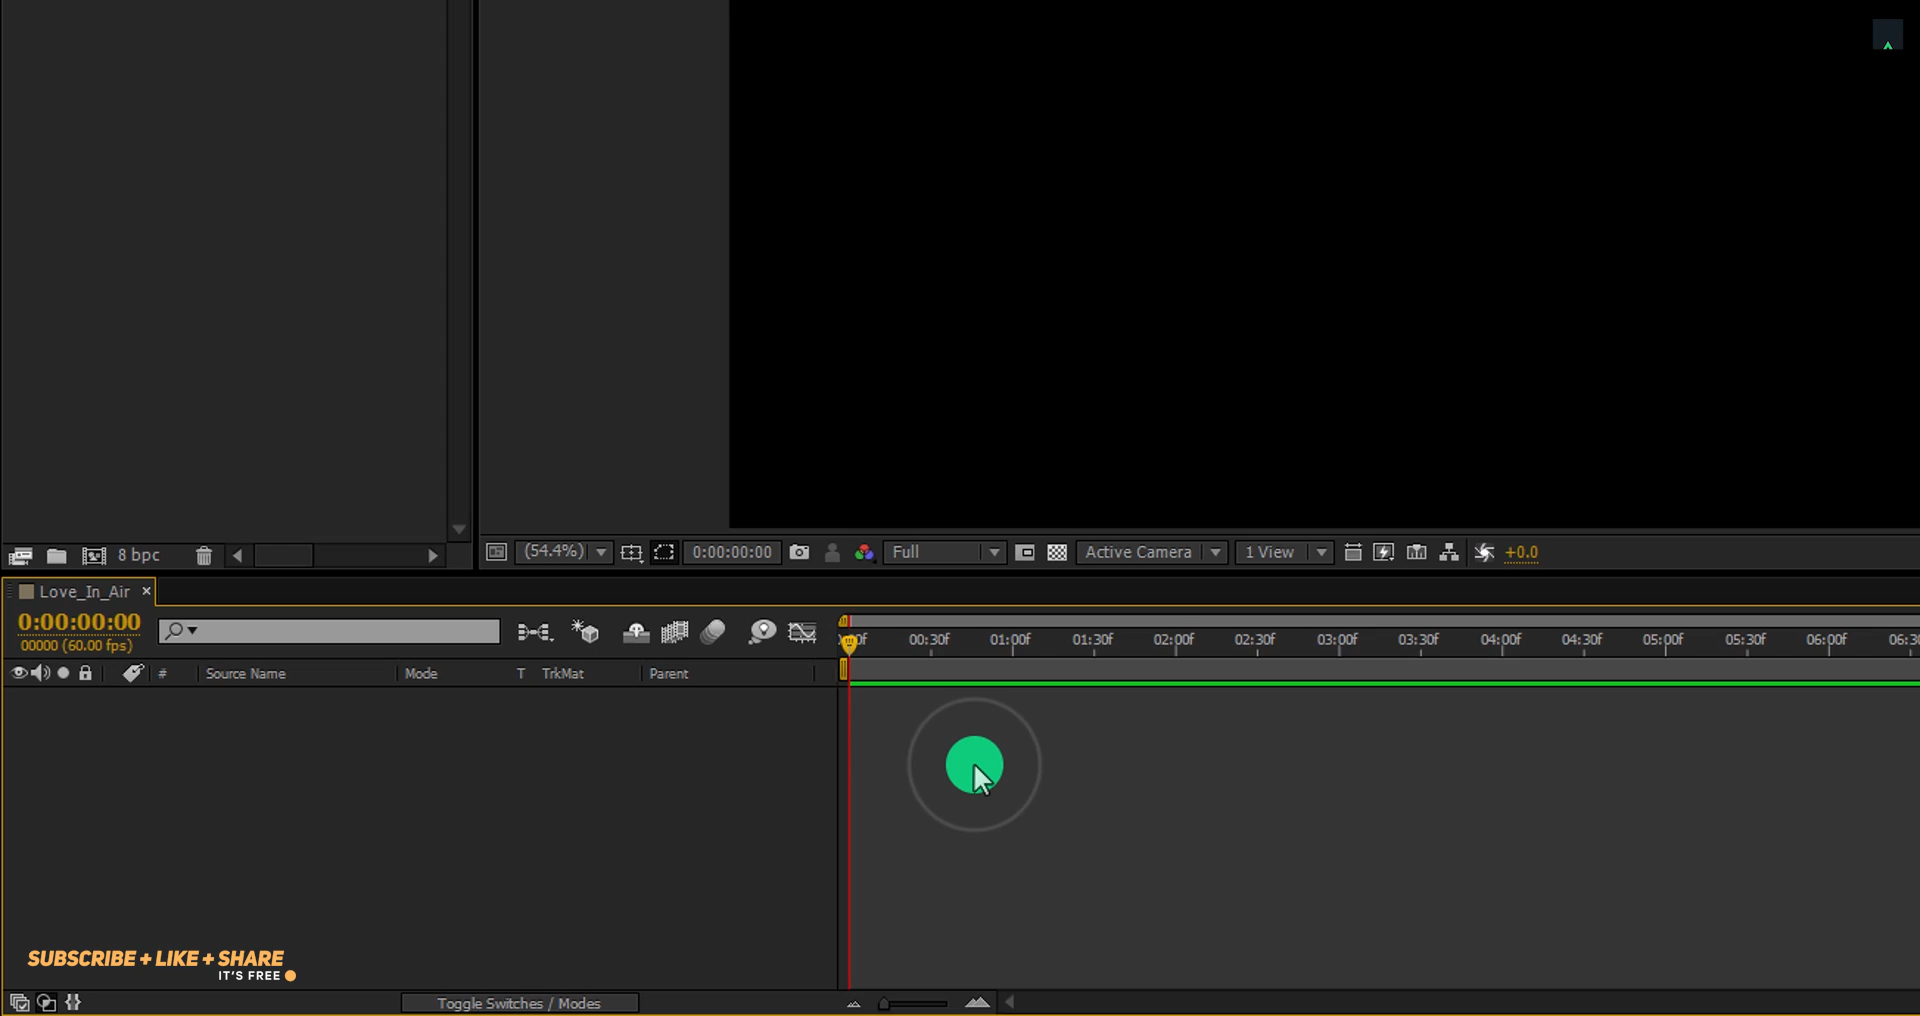 8 bpc
(54.4%)
0:00:00:00
Full
Active Camera
1 View
+0.0
Love_In_Air
0:00:00:00
00000 (60.00 fps)
00:30f
01:00f
01:30f
02:00f
02:30f
03:00f
03:30f
04:00f
04:30f
05:00f
05:30f
06:00f
#
Source Name
Mode
T
TrkMat
Parent
SUBSCRIBE + LIKE + SHARE
IT'S FREE
Toggle Switches / Modes